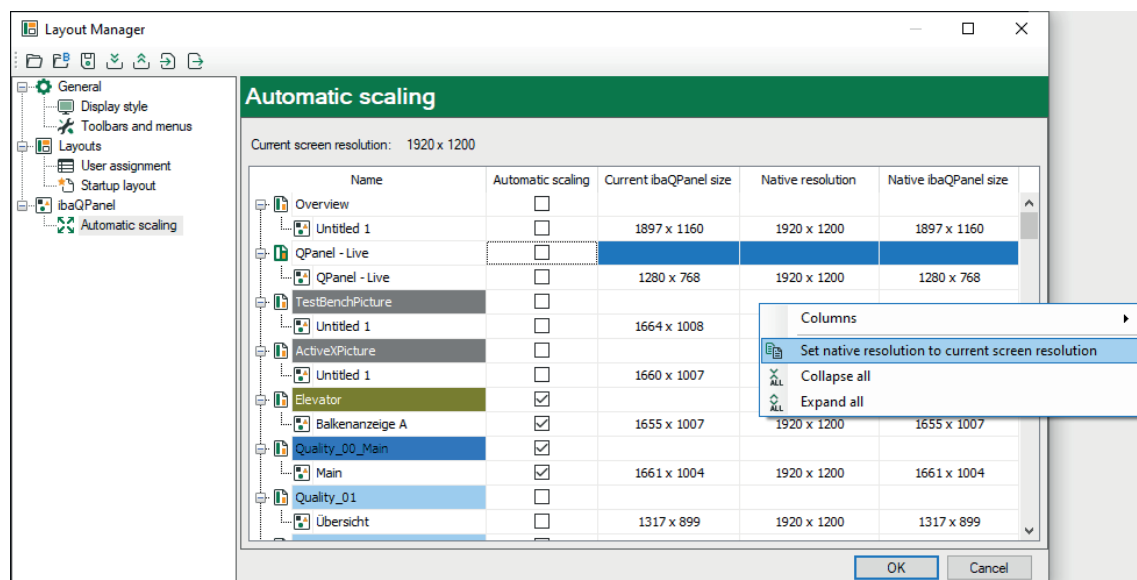 Layout Manager
General
Display style
Toolbars and menus
Layouts
User assignment
Startup layout
ibaQPanel
Automatic scaling
Automatic scaling
Current screen resolution: 1920 x 1200
Name Automatic scaling Current ibaQPanel size Native resolution Native ibaQPanel size
Overview
Untitled 1 1897 x 1160 1920 x 1200 1897 x 1160
QPanel - Live
QPanel - Live 1280 x 768 1920 x 1200 1280 x 768
TestBenchPicture
Untitled 1 1664 x 1008
ActiveXPicture
Untitled 1 1660 x 1007
Elevator
Balkenanzeige A 1655 x 1007 1920 x 1200 1655 x 1007
Quality_00_Main
Main 1661 x 1004 1920 x 1200 1661 x 1004
Quality_01
Übersicht 1317 x 899 1920 x 1200 1317 x 899
Columns
Set native resolution to current screen resolution
ALL Collapse all
ALL Expand all
OK Cancel